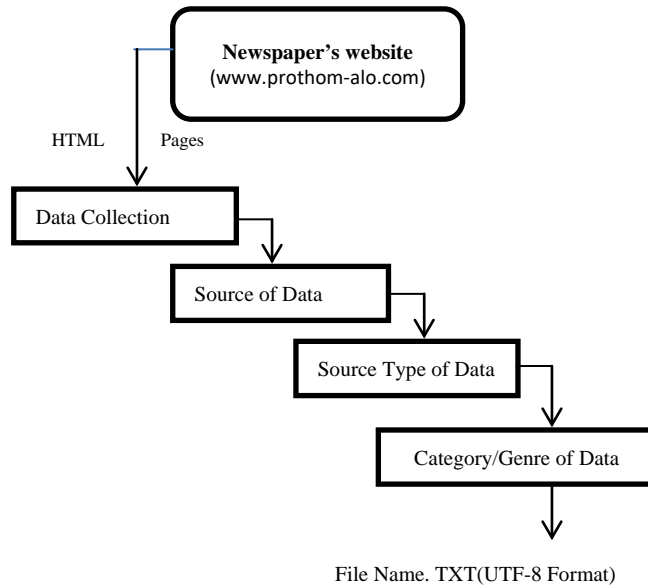 Newspaper’s website
(www.prothom-alo.com)
HTML Pages
Data Collection
Source of Data
Source Type of Data
Category/Genre of Data
File Name. TXT(UTF-8 Format)